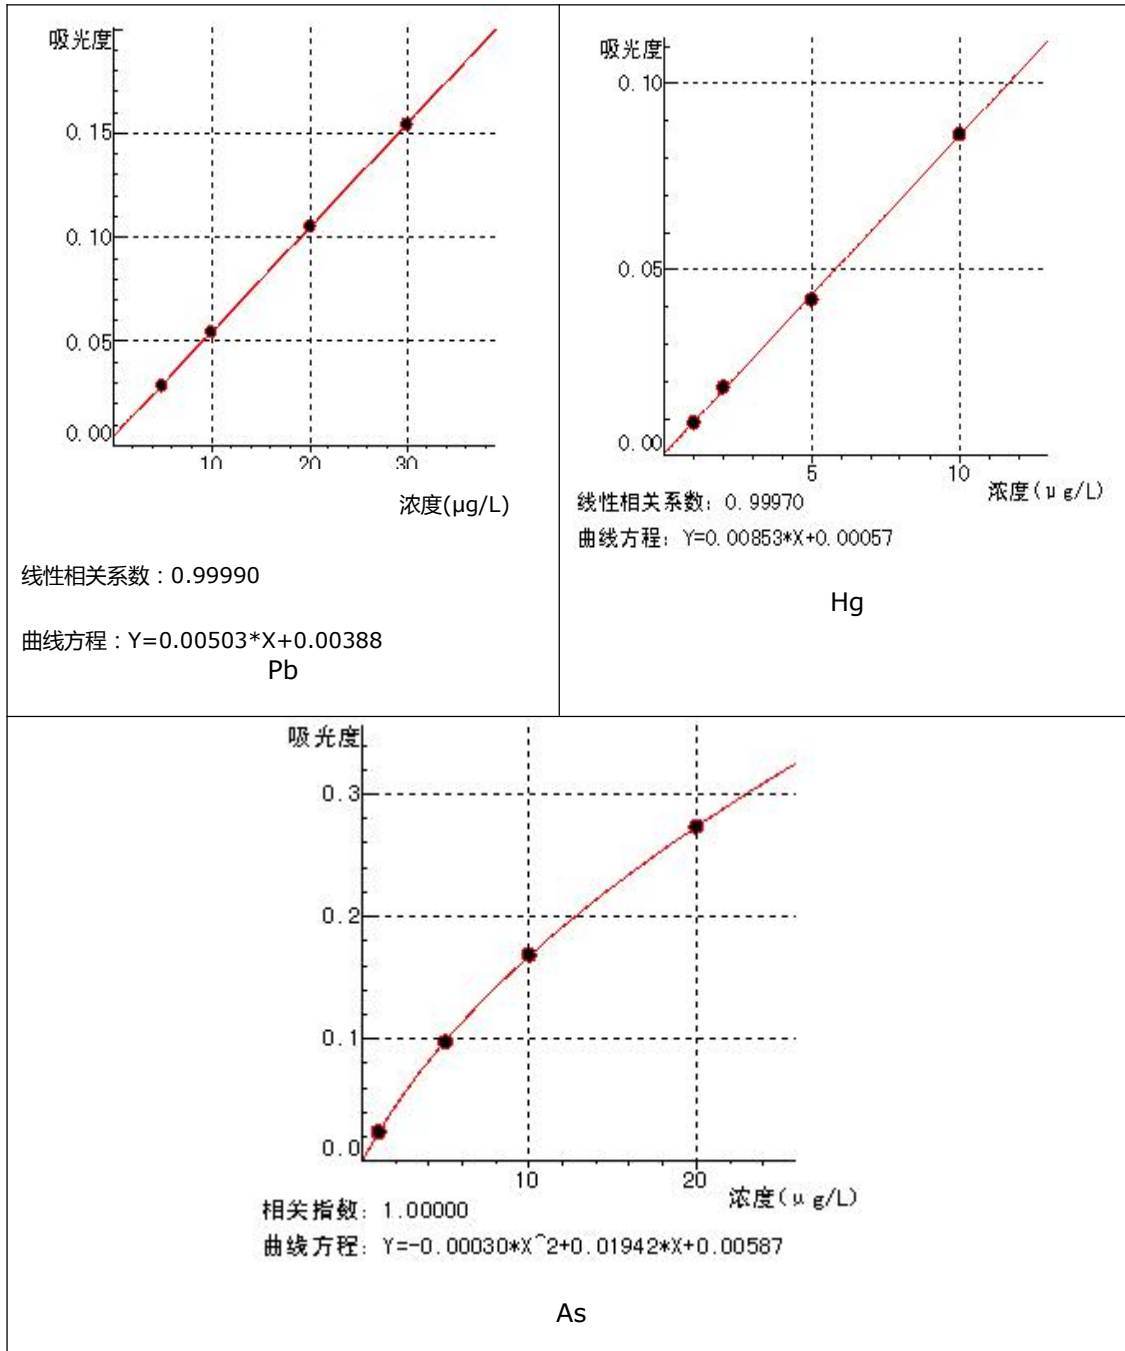 吸光度
0.15
0.10
0.05
0.00
10 20 30
浓度(μg/L)
线性相关系数：0.99990
曲线方程：Y=0.00503*X+0.00388
Pb
吸光度
0.10
0.05
0.00
5 10
浓度(μg/L)
线性相关系数: 0.99970
曲线方程: Y=0.00853*X+0.00057
Hg
吸光度
0.3
0.2
0.1
0.0
10 20
浓度(μg/L)
相关指数: 1.00000
曲线方程: Y=-0.00030*X^2+0.01942*X+0.00587
As